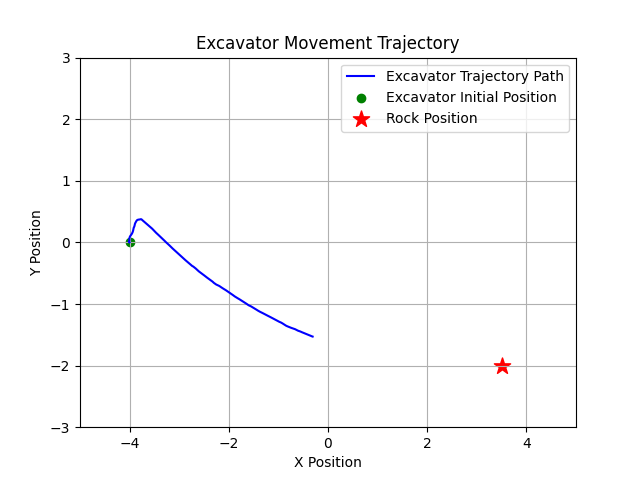 Excavator Movement Trajectory
Excavator Trajectory Path
Excavator Initial Position
Rock Position
3
2
1
0
−1
−2
−3
Y Position
−4
−2
0
2
4
X Position